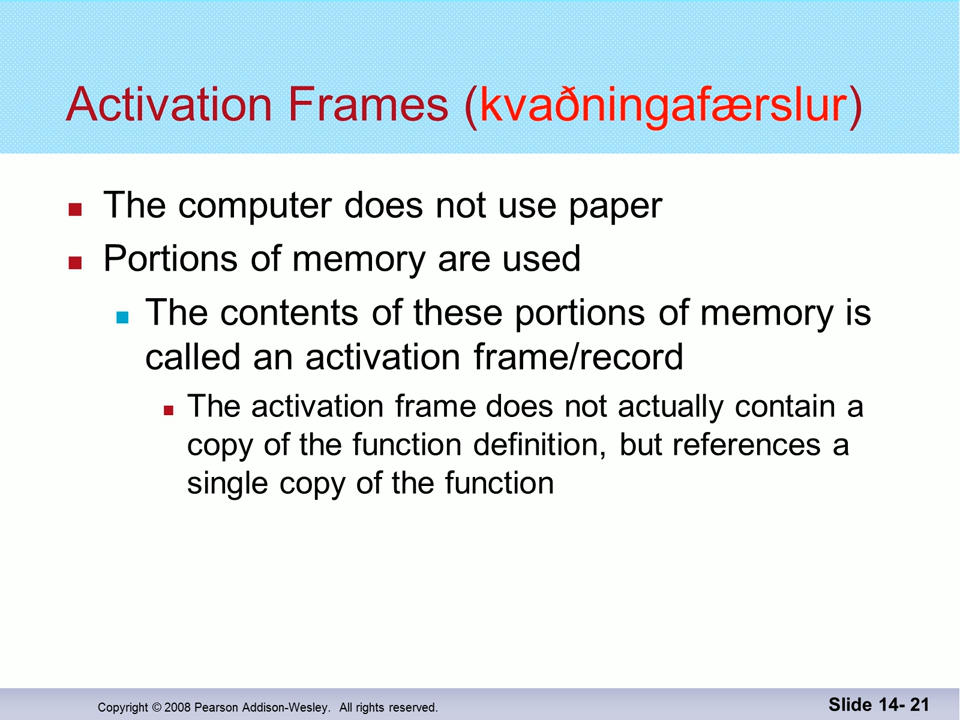 Activation Frames (kvaðningafærslur)
The computer does not use paper
Portions of memory are used
The contents of these portions of memory is
called an activation frame/record
The activation frame does not actually contain a
copy of the function definition, but references a
single copy of the function
Copyright © 2008 Pearson Addison-Wesley. All rights reserved.
Slide 14- 21